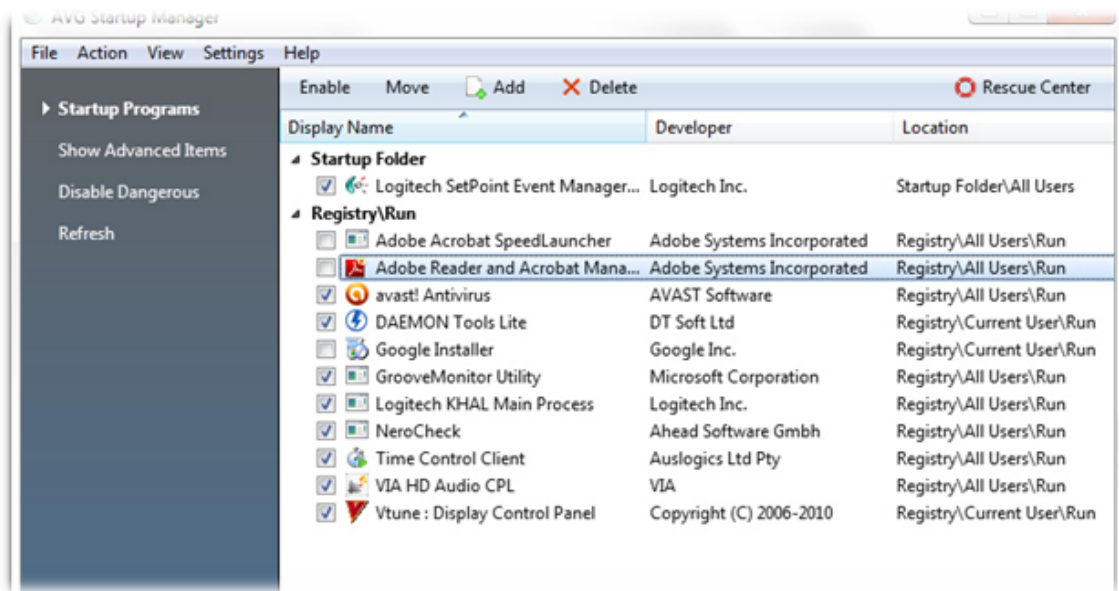 AVG Startup Manager
File Action View Settings Help
Enable Move Add Delete Rescue Center
Startup Programs
Show Advanced Items
Disable Dangerous
Refresh
Display Name Developer Location
Startup Folder
Logitech SetPoint Event Manager... Logitech Inc. Startup Folder\All Users
Registry\Run
Adobe Acrobat SpeedLauncher Adobe Systems Incorporated Registry\All Users\Run
Adobe Reader and Acrobat Mana... Adobe Systems Incorporated Registry\All Users\Run
avast! Antivirus AVAST Software Registry\All Users\Run
DAEMON Tools Lite DT Soft Ltd Registry\Current User\Run
Google Installer Google Inc. Registry\Current User\Run
GrooveMonitor Utility Microsoft Corporation Registry\All Users\Run
Logitech KHAL Main Process Logitech Inc. Registry\All Users\Run
NeroCheck Ahead Software Gmbh Registry\All Users\Run
Time Control Client Auslogics Ltd Pty Registry\All Users\Run
VIA HD Audio CPL VIA Registry\All Users\Run
Vtune : Display Control Panel Copyright (C) 2006-2010 Registry\Current User\Run